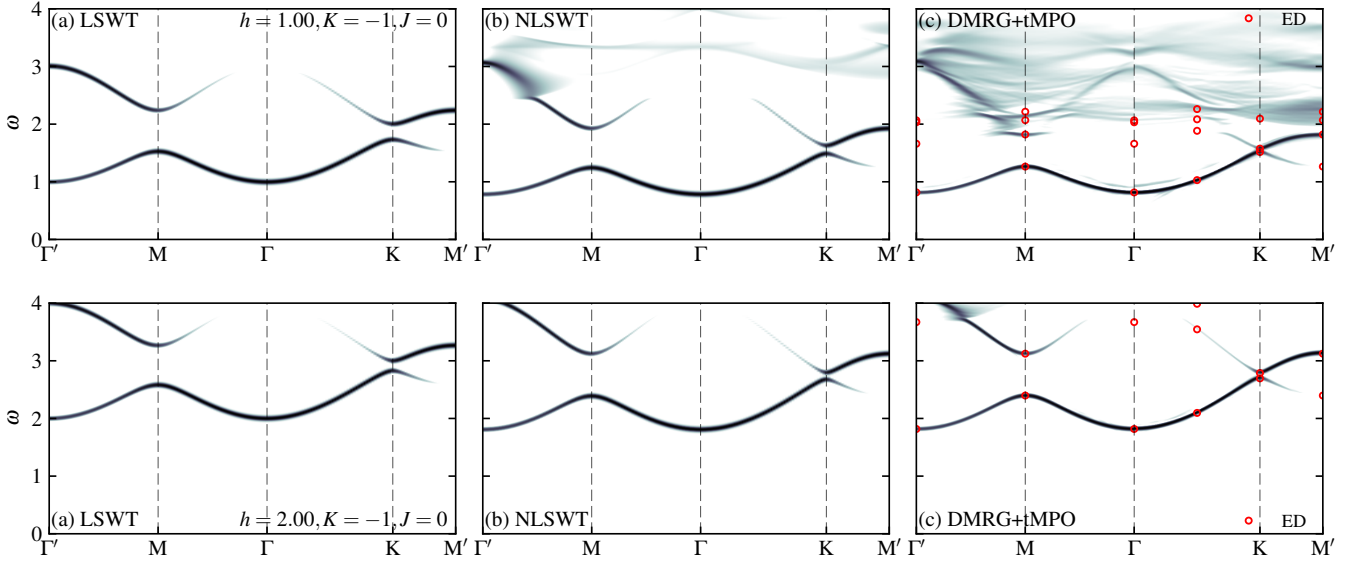 (a) LSWT h = 1.00, K = −1, J = 0
(b) NLSWT
(c) DMRG+tMPO ED
4
3
2
1
0
ω
Γ′ M Γ K M′
Γ′ M Γ K M′
Γ′ M Γ K M′
4
3
2
1
0
ω
(a) LSWT h = 2.00, K = −1, J = 0
(b) NLSWT
(c) DMRG+tMPO ED
Γ′ M Γ K M′
Γ′ M Γ K M′
Γ′ M Γ K M′